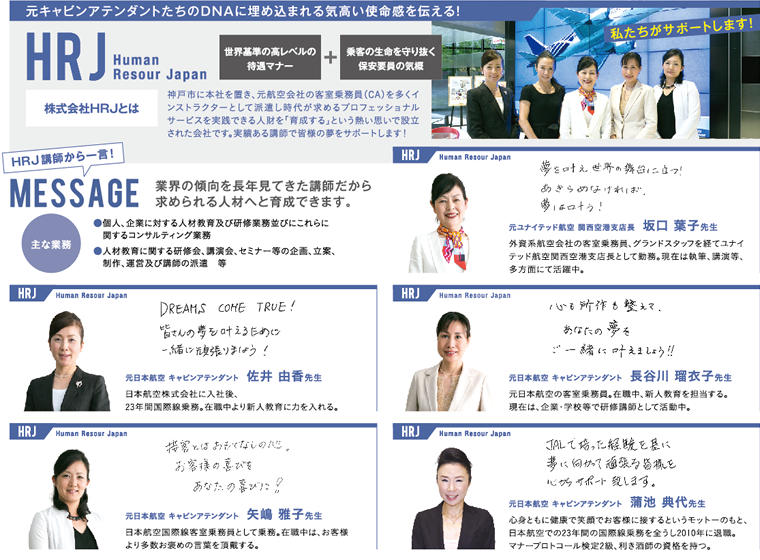 元キャビンアテンダントたちのDNAに埋め込まれる気高い使命感を伝える!
HRJ Human
Resour Japan
世界基準の高レベルの
待遇マナー
+
乗客の生命を守り抜く
保安要員の気概
私たちがサポートします!
株式会社HRJとは
神戸市に本社を置き、元航空会社の客室乗務員(CA)を多くイ
ンストラクターとして派遣し時代が求めるプロフェッショナル
サービスを実践できる人財を「育成する」という熱い思いで設立
された会社です。実績ある講師で皆様の夢をサポートします!
HRJ講師から一言!
MESSAGE
業界の傾向を長年見てきた講師だから
求められる人材へと育成できます。
主な業務
●個人、企業に対する人材教育及び研修業務並びにこれらに
関するコンサルティング業務
●人材教育に関する研修会、講演会、セミナー等の企画、立案、
制作、運営及び講師の派遣 等
HRJ Human Resour Japan
夢を叶え世界の舞台に立つ!
あきらめなければ、
夢は叶う!
元ユナイテッド航空 関西空港支店長 坂口 葉子先生
外資系航空会社の客室乗務員、グランドスタッフを経てユナイ
テッド航空関西空港支店長として勤務。現在は執筆、講演等、
多方面にて活躍中。
HRJ Human Resour Japan
DREAMS COME TRUE!
皆さんの夢を叶えるために
一緒に頑張りましょう!
元日本航空 キャビンアテンダント 佐井 由香先生
日本航空株式会社に入社後、
23年間国際線乗務。在職中より新人教育に力を入れる。
HRJ Human Resour Japan
心も所作も整えて、
あなたの夢を
ご一緒に叶えましょう!!
元日本航空 キャビンアテンダント 長谷川 瑠衣子先生
元日本航空の客室乗務員。在職中、新人教育を担当する。
現在は、企業・学校等で研修講師として活動中。
HRJ Human Resour Japan
接客とはおもてなしの心。
お客様の喜びを
あなたの喜びに!!
元日本航空 キャビンアテンダント 矢嶋 雅子先生
日本航空国際線客室乗務員として乗務。在職中は、お客様
より多数お褒めの言葉を頂戴する。
HRJ Human Resour Japan
JALで培った経験を基に
夢に向かって頑張る皆様を
心からサポート致します。
元日本航空 キャビンアテンダント 蒲池 典代先生
心身ともに健康で笑顔でお客様に接するというモットーのもと、
日本航空での23年間の国際線乗務を全うし2010年に退職。
マナープロトコール検定2級、利き酒師の資格を持つ。